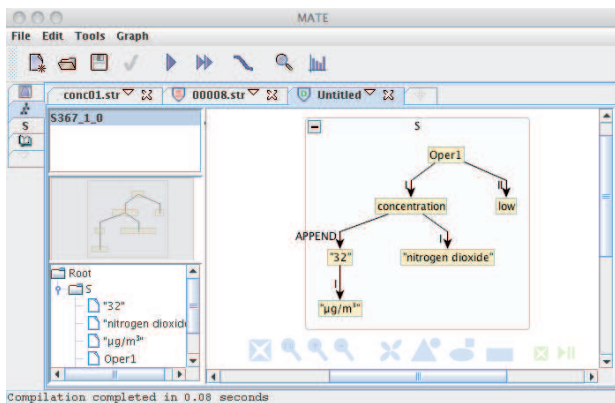 MATE
File Edit Tools Graph
conc01.str 00008.str Untitled
S
S367_1_0
S
Oper1
I II
concentration low
APPEND I
"32" "nitrogen dioxide"
I
"µg/m³"
Root
S
"32"
"nitrogen dioxid
"µg/m³"
Oper1
Compilation completed in 0.08 seconds